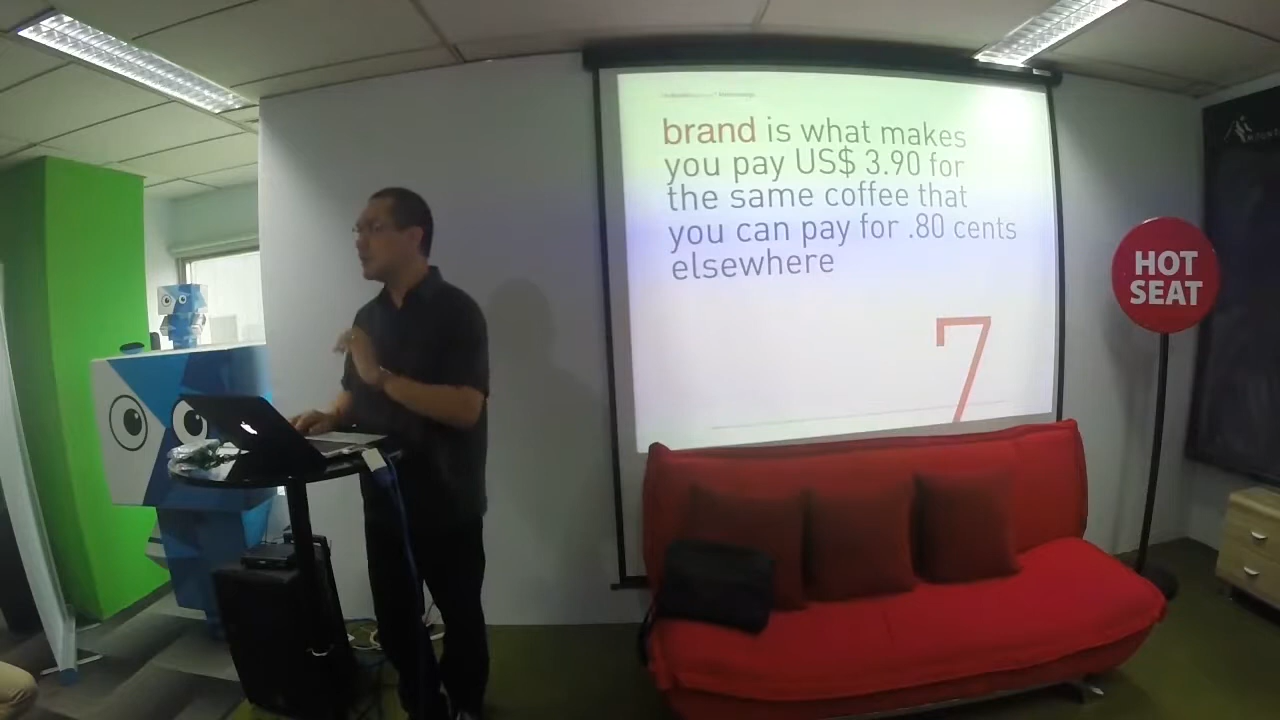 brand is what makes
you pay US$ 3.90 for
the same coffee that
you can pay for .80 cents
elsewhere
7
HOT
SEAT